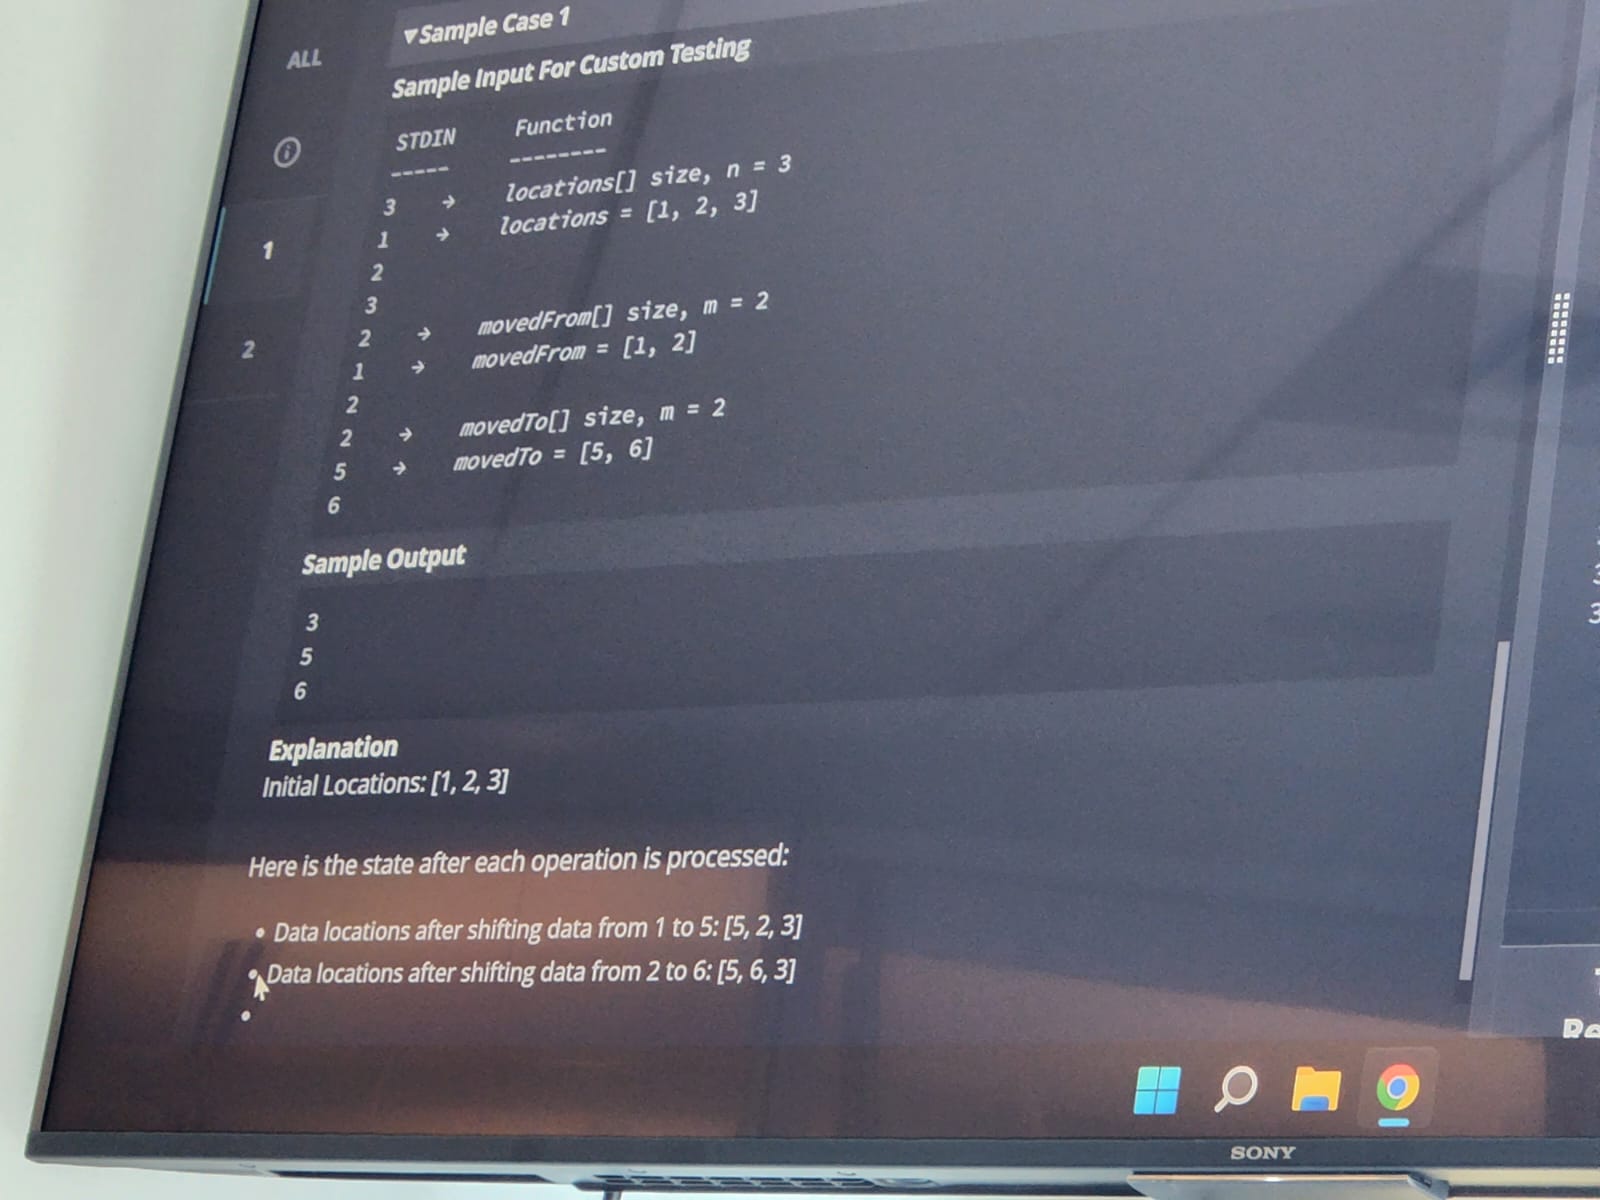 ALL
1
2
▼Sample Case 1
Sample Input For Custom Testing
STDIN Function
----- --------
3 → locations[] size, n = 3
1 → locations = [1, 2, 3]
2
3
2 → movedFrom[] size, m = 2
1 → movedFrom = [1, 2]
2
2 → movedTo[] size, m = 2
5 → movedTo = [5, 6]
6
Sample Output
3
5
6
Explanation
Initial Locations: [1, 2, 3]
Here is the state after each operation is processed:
• Data locations after shifting data from 1 to 5: [5, 2, 3]
• Data locations after shifting data from 2 to 6: [5, 6, 3]
•
SONY